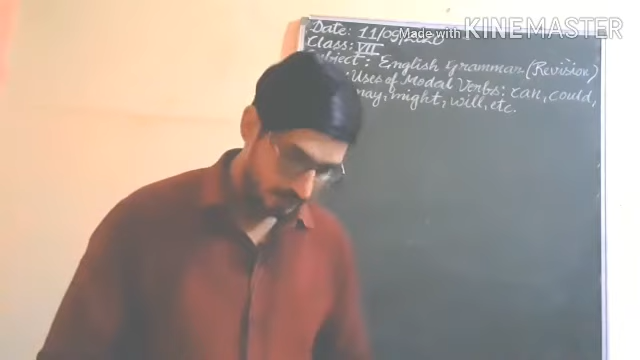 Made with KINEMASTER
Date: 11/09/2020
Class: VII
Subject: English Grammar (Revision)
Uses of Modal Verbs: can, could,
may, might, will, etc.